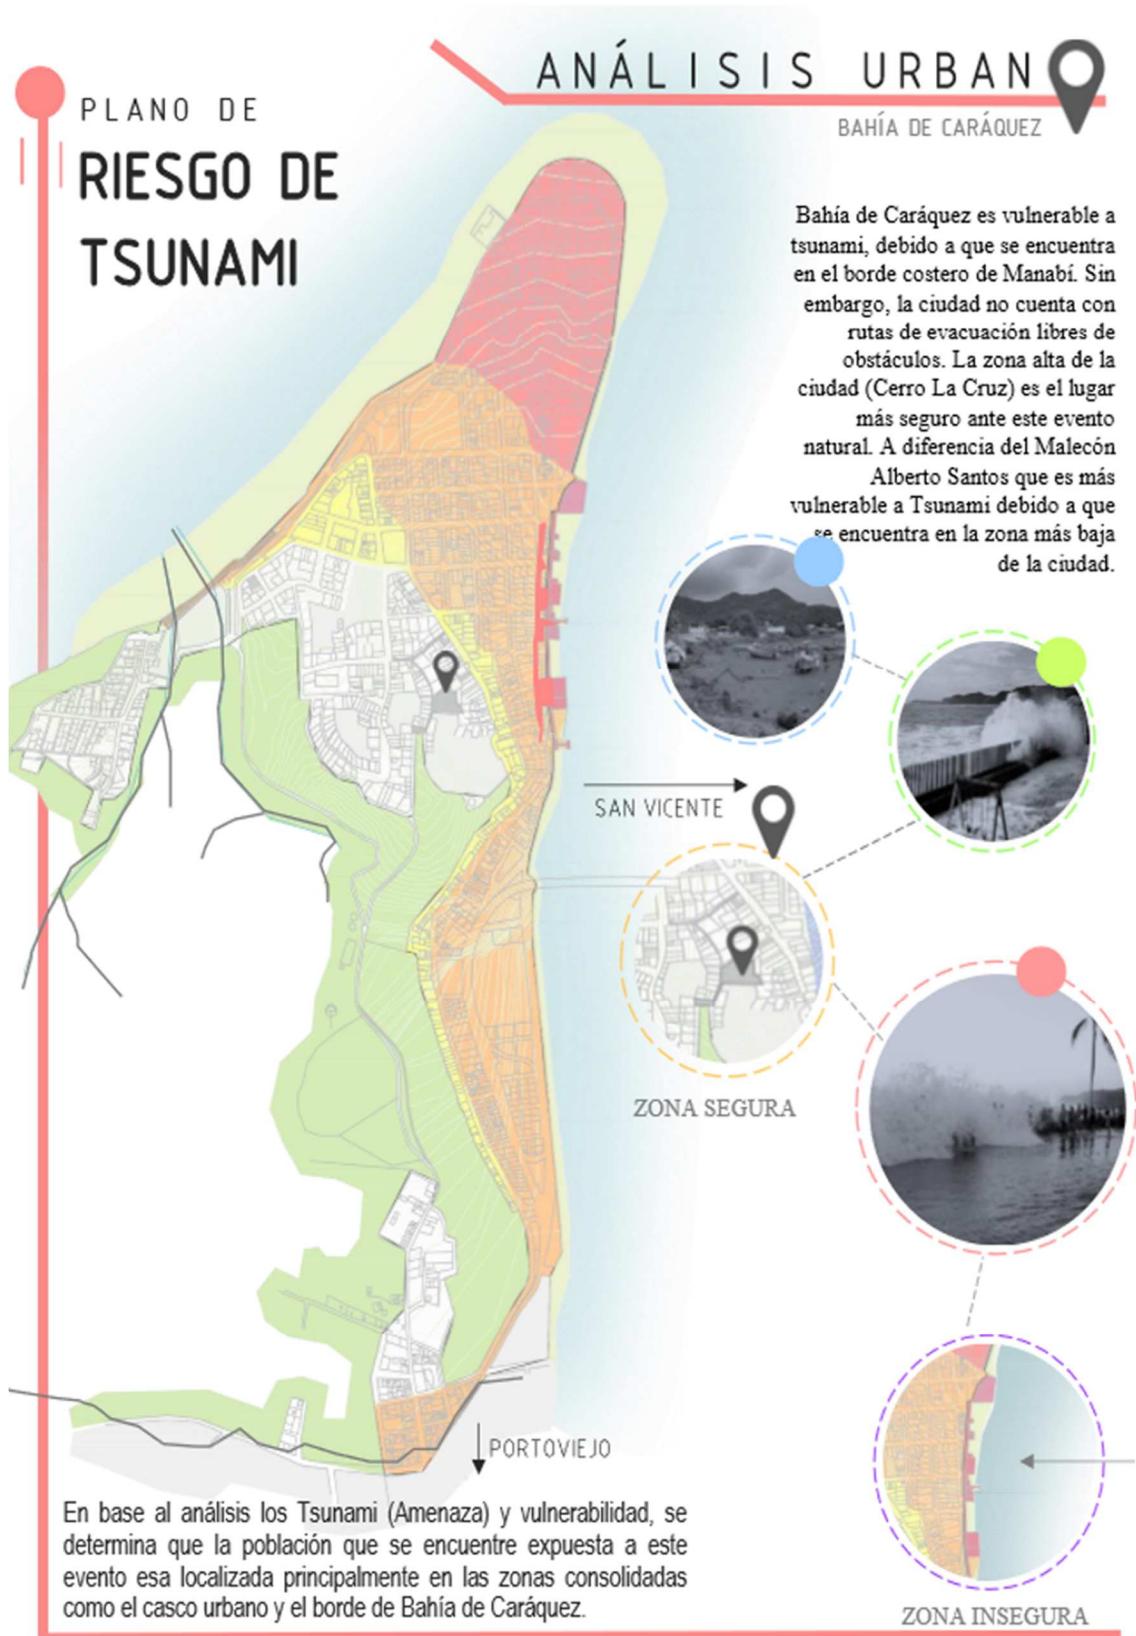 ANÁLISIS URBAN
BAHÍA DE CARÁQUEZ
PLANO DE
RIESGO DE
TSUNAMI
Bahía de Caráquez es vulnerable a
tsunami, debido a que se encuentra
en el borde costero de Manabí. Sin
embargo, la ciudad no cuenta con
rutas de evacuación libres de
obstáculos. La zona alta de la
ciudad (Cerro La Cruz) es el lugar
más seguro ante este evento
natural. A diferencia del Malecón
Alberto Santos que es más
vulnerable a Tsunami debido a que
se encuentra en la zona más baja
de la ciudad.
SAN VICENTE
ZONA SEGURA
PORTOVIEJO
En base al análisis los Tsunami (Amenaza) y vulnerabilidad, se
determina que la población que se encuentre expuesta a este
evento esa localizada principalmente en las zonas consolidadas
como el casco urbano y el borde de Bahía de Caráquez.
ZONA INSEGURA